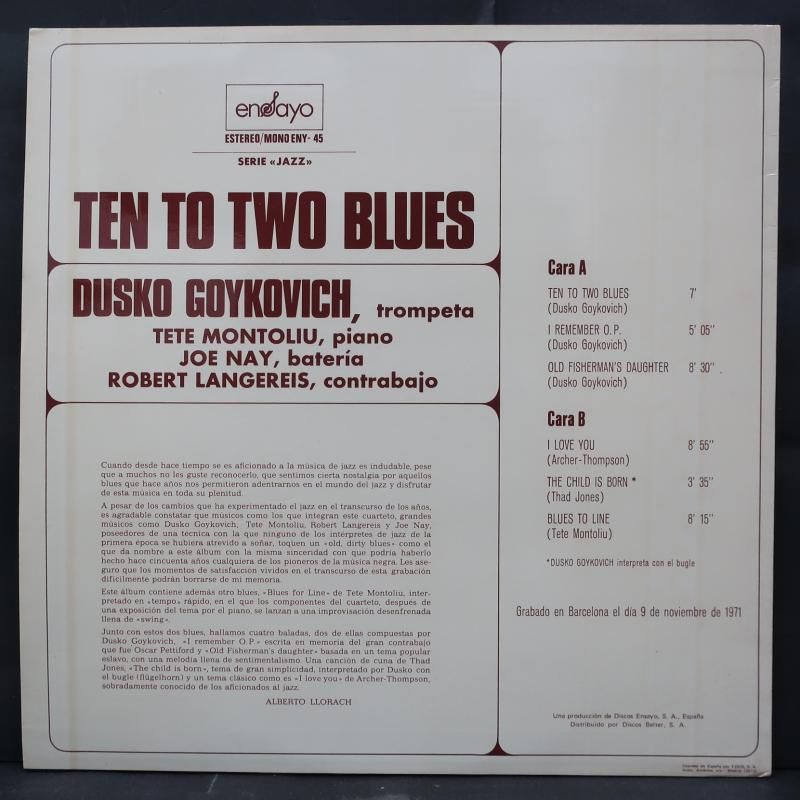 enSayo
ESTEREO/MONO ENY- 45
SERIE «JAZZ»
TEN TO TWO BLUES
DUSKO GOYKOVICH, trompeta
TETE MONTOLIU, piano
JOE NAY, batería
ROBERT LANGEREIS, contrabajo
Cuando desde hace tiempo se es aficionado a la música de jazz es indudable, pese
que a muchos no les guste reconocerlo, que sentimos cierta nostalgia por aquellos
blues que hace años nos permitieron adentrarnos en el mundo del jazz y disfrutar
de esta música en toda su plenitud.
A pesar de los cambios que ha experimentado el jazz en el transcurso de los años,
es agradable constatar que músicos como los que integran este cuarteto, grandes
músicos como Dusko Goykovich, Tete Montoliu, Robert Langereis y Joe Nay,
poseedores de una técnica con la que ninguno de los intérpretes de jazz de la
primera época se hubiera atrevido a soñar, toquen un «old, dirty blues» como el
que da nombre a este álbum con la misma sinceridad con que podría haberlo
hecho hace cincuenta años cualquiera de los pioneros de la música negra. Les ase-
guro que los momentos de satisfacción vividos en el transcurso de esta grabación
difícilmente podrán borrarse de mi memoria.
Este álbum contiene además otro blues, «Blues for Line» de Tete Montoliu, inter-
pretado en «tempo» rápido, en el que los componentes del cuarteto, después de
una exposición del tema por el piano, se lanzan a una improvisación desenfrenada
llena de «swing».
Junto con estos dos blues, hallamos cuatro baladas, dos de ellas compuestas por
Dusko Goykovich, «I remember O.P.» escrita en memoria del gran contrabajo
que fue Oscar Pettiford y «Old Fisherman's daughter» basada en un tema popular
eslavo, con una melodía llena de sentimentalismo. Una canción de cuna de Thad
Jones, «The child is born», tema de gran simplicidad, interpretado por Dusko con
el bugle (flügelhorn) y un tema clásico como es «I love you» de Archer-Thompson,
sobradamente conocido de los aficionados al jazz.
ALBERTO LLORACH
Cara A
TEN TO TWO BLUES 7'
(Dusko Goykovich)
I REMEMBER O.P. 5' 05"
(Dusko Goykovich)
OLD FISHERMAN'S DAUGHTER 8' 30"
(Dusko Goykovich)
Cara B
I LOVE YOU 8' 55"
(Archer-Thompson)
THE CHILD IS BORN * 3' 35"
(Thad Jones)
BLUES TO LINE 8' 15"
(Tete Montoliu)
*DUSKO GOYKOVICH interpreta con el bugle
Grabado en Barcelona el día 9 de noviembre de 1971
Una producción de Discos Ensayo, S. A., España
Distribuido por Discos Belter, S. A.